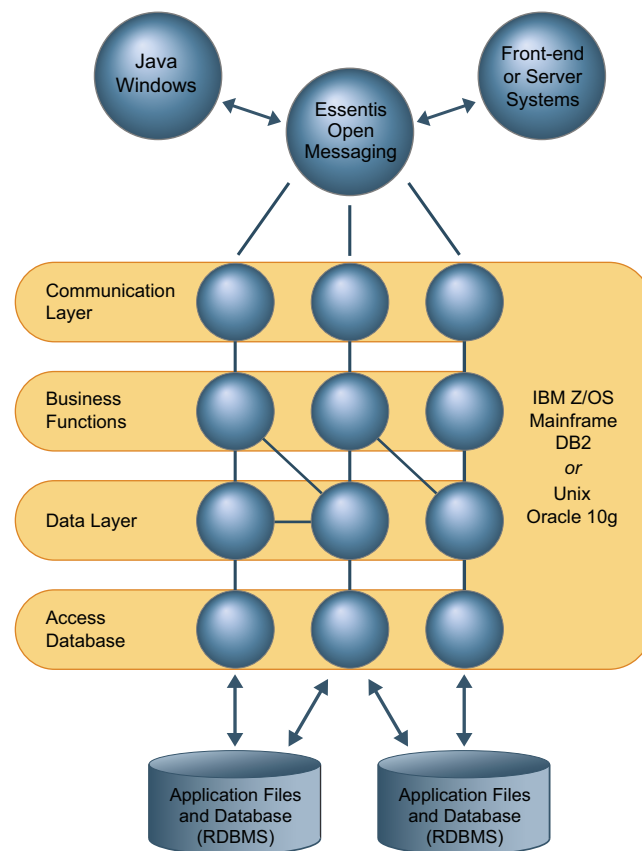 Java
Windows
Essentis
Open
Messaging
Front-end
or Server
Systems
Communication
Layer
Business
Functions
Data Layer
Access
Database
IBM Z/OS
Mainframe
DB2
or
Unix
Oracle 10g
Application Files
and Database
(RDBMS)
Application Files
and Database
(RDBMS)